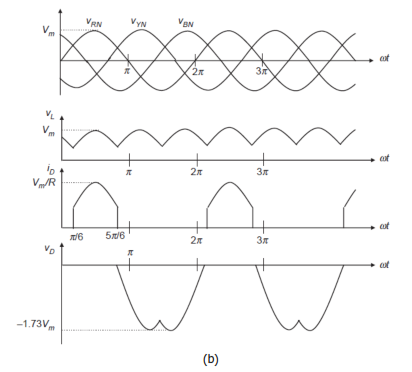 v_RN v_YN v_BN
V_m
π 2π 3π ωt
v_L
V_m
π 2π 3π ωt
i_D
V_m/R
π/6 5π/6 2π 3π ωt
v_D
π ωt
−1.73V_m
(b)